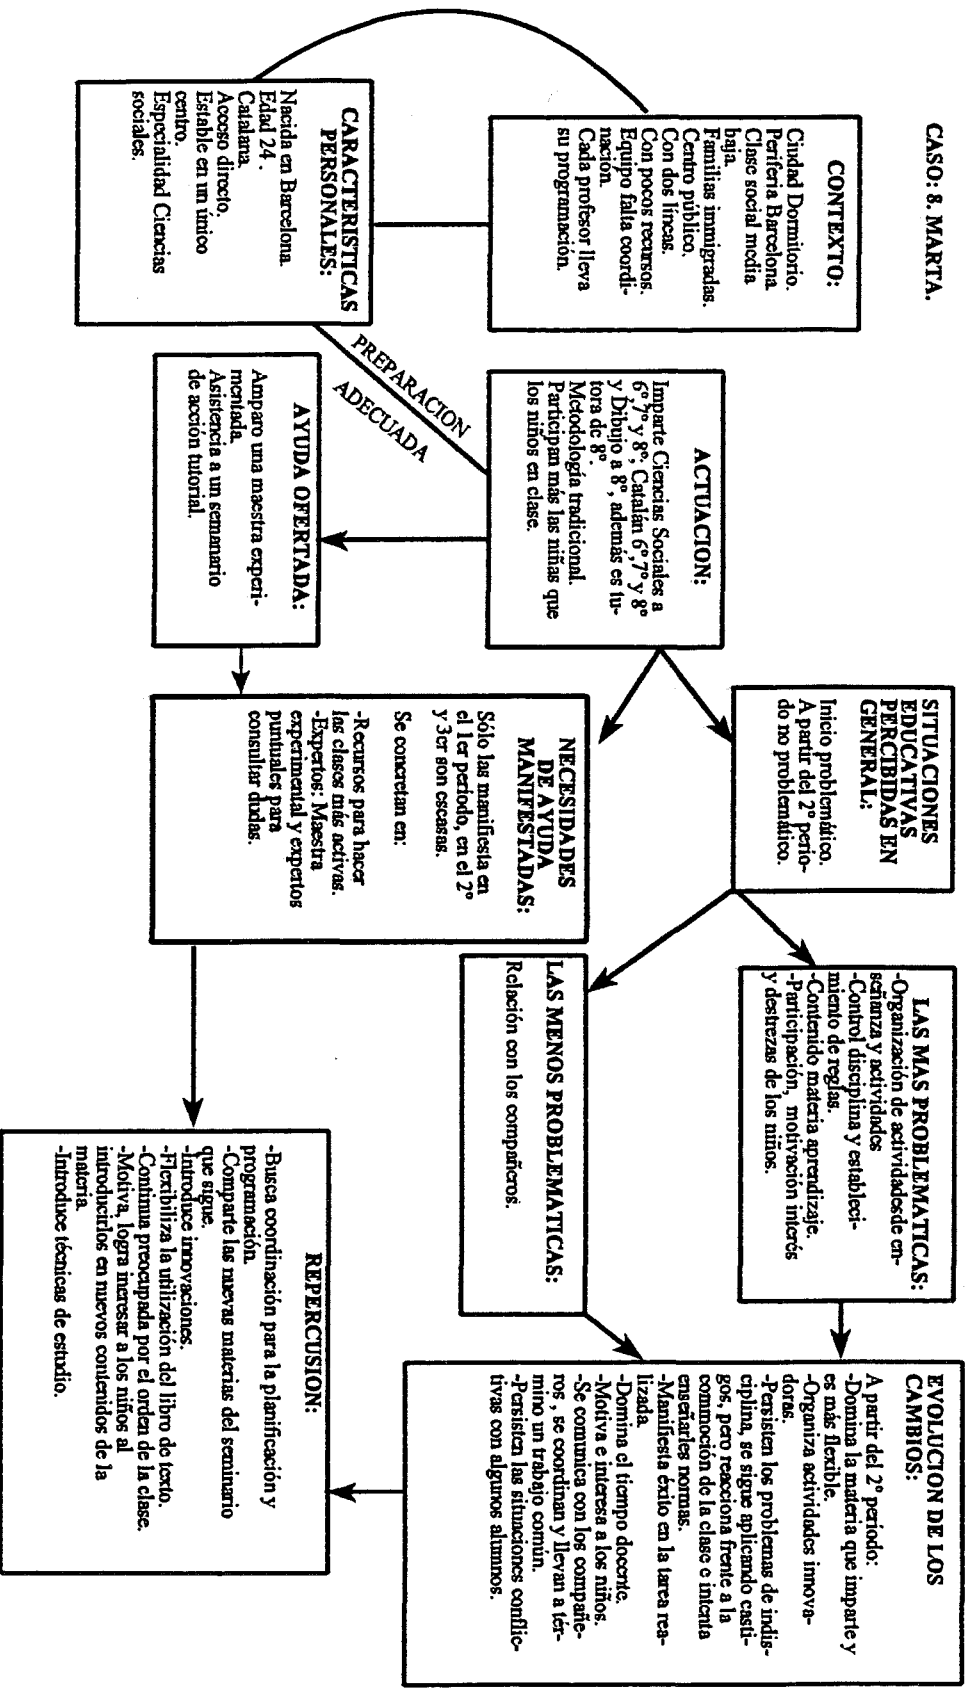 CASO: 8. MARTA.
CONTEXTO:
Ciudad Dormitorio.
Periferia Barcelona
Clase social media
baja.
Familias immigradas.
Centro público.
Con dos líneas.
Con pocos recursos.
Equipo falta coordi-
nación.
Cada profesor lleva
su programación.
CARACTERISTICAS
PERSONALES:
Nacida en Barcelona.
Edad 24 .
Catalana.
Acceso directo.
Estable en un único
centro.
Especialidad Ciencias
sociales.
PREPARACION
ADECUADA
ACTUACION:
Imparte Ciencias Sociales a
6º,7º y 8º, Catalán 6º,7º y 8º
y Dibujo a 8º, además es tu-
tora de 8º .
Metodología tradicional.
Participan más las niñas que
los niños en clase.
AYUDA OFERTADA:
Amparo una maestra experi-
mentada.
Asistencia a un semanario
de acción tutorial.
SITUACIONES
EDUCATIVAS
PERCIBIDAS EN
GENERAL:
Inicio problemático.
A partir del 2º perio-
do no problemático.
NECESIDADES
DE AYUDA
MANIFESTADAS:
Sólo las manifiesta en
el 1er período, en el 2º
y 3er son escasas.
Se concretan en:
-Recursos para hacer
las clases más activas.
-Expertos: Maestra
experimental y expertos
puntuales para
consultar dudas.
LAS MAS PROBLEMATICAS:
-Organización de actividadesde en-
señanza y actividades
-Control disciplina y estableci-
miento de reglas.
-Contenido materia aprendizaje.
-Participación, motivación interés
y destrezas de los niños.
LAS MENOS PROBLEMATICAS:
Relación con los compañeros.
EVOLUCION DE LOS
CAMBIOS:
A partir del 2º período:
-Domina la materia que imparte y
es más flexible.
-Organiza actividades innova-
doras.
-Persisten los problemas de indis-
ciplina, se sigue aplicando casti-
gos, pero reacciona frente a la
commoción de la clase e intenta
enseñarles normas.
-Manifiesta éxito en la tarea rea-
lizada.
-Domina el tiempo docente.
-Motiva e interesa a los niños.
-Se comunica con los compañe-
ros , se coordinan y llevan a tér-
mino un trabajo común.
-Persisten las situaciones conflic-
tivas con algunos alumnos.
REPERCUSION:
-Busca coordinación para la planificación y
programación.
-Comparte las nuevas materias del seminario
que sigue.
-Introduce innovaciones.
-Flexibiliza la utilización del libro de texto.
-Continua preocupada por el orden de la clase.
-Motiva, logra incresar a los niños al
introducirlos en nuevos contenidos de la
materia.
-Introduce técnicas de estudio.